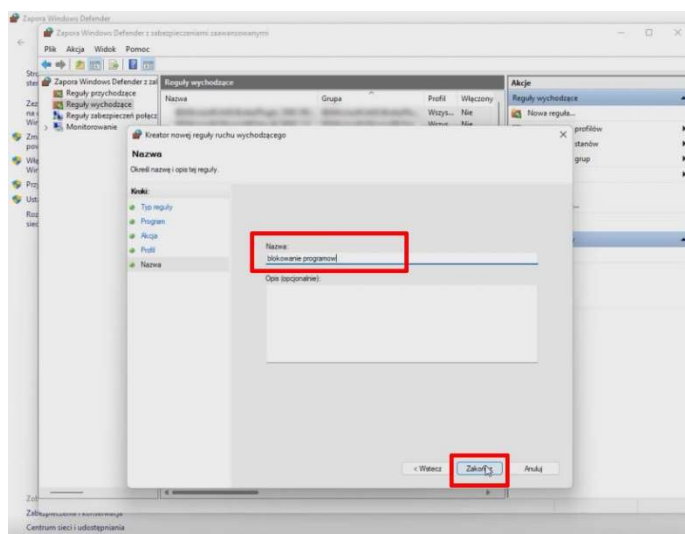 Zapora Windows Defender
Zapora Windows Defender z zabezpieczeniami zaawansowanymi
Plik Akcja Widok Pomoc
Zapora Windows Defender z zab
Reguły przychodzące
Reguły wychodzące
Reguły zabezpieczeń połącz
Monitorowanie
Reguły wychodzące
Nazwa Grupa Profil Włączony
Wszys... Nie
Wszys... Nie
Akcje
Reguły wychodzące
Nowa reguła...
profilów
stanów
grup
Kreator nowej reguły ruchu wychodzącego
Nazwa
Określ nazwę i opis tej reguły.
Kroki:
Typ reguły
Program
Akcja
Profil
Nazwa
Nazwa:
blokowanie programow
Opis (opcjonalnie):
< Wstecz Zakończ Anuluj
Centrum sieci i udostępniania